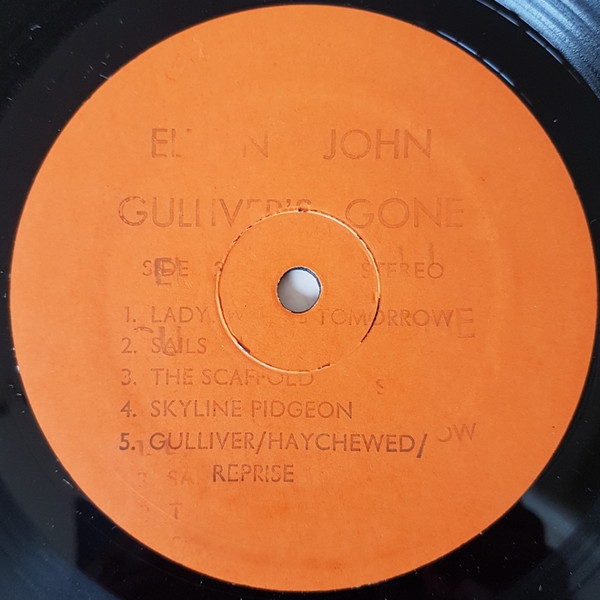 JOHN
GULLIVER'S GONE
SIDE STEREO
1. LADY TOMORROW
2. SAILS
3. THE SCAFFOLD
4. SKYLINE PIDGEON
5. GULLIVER/HAYCHEWED/
REPRISE